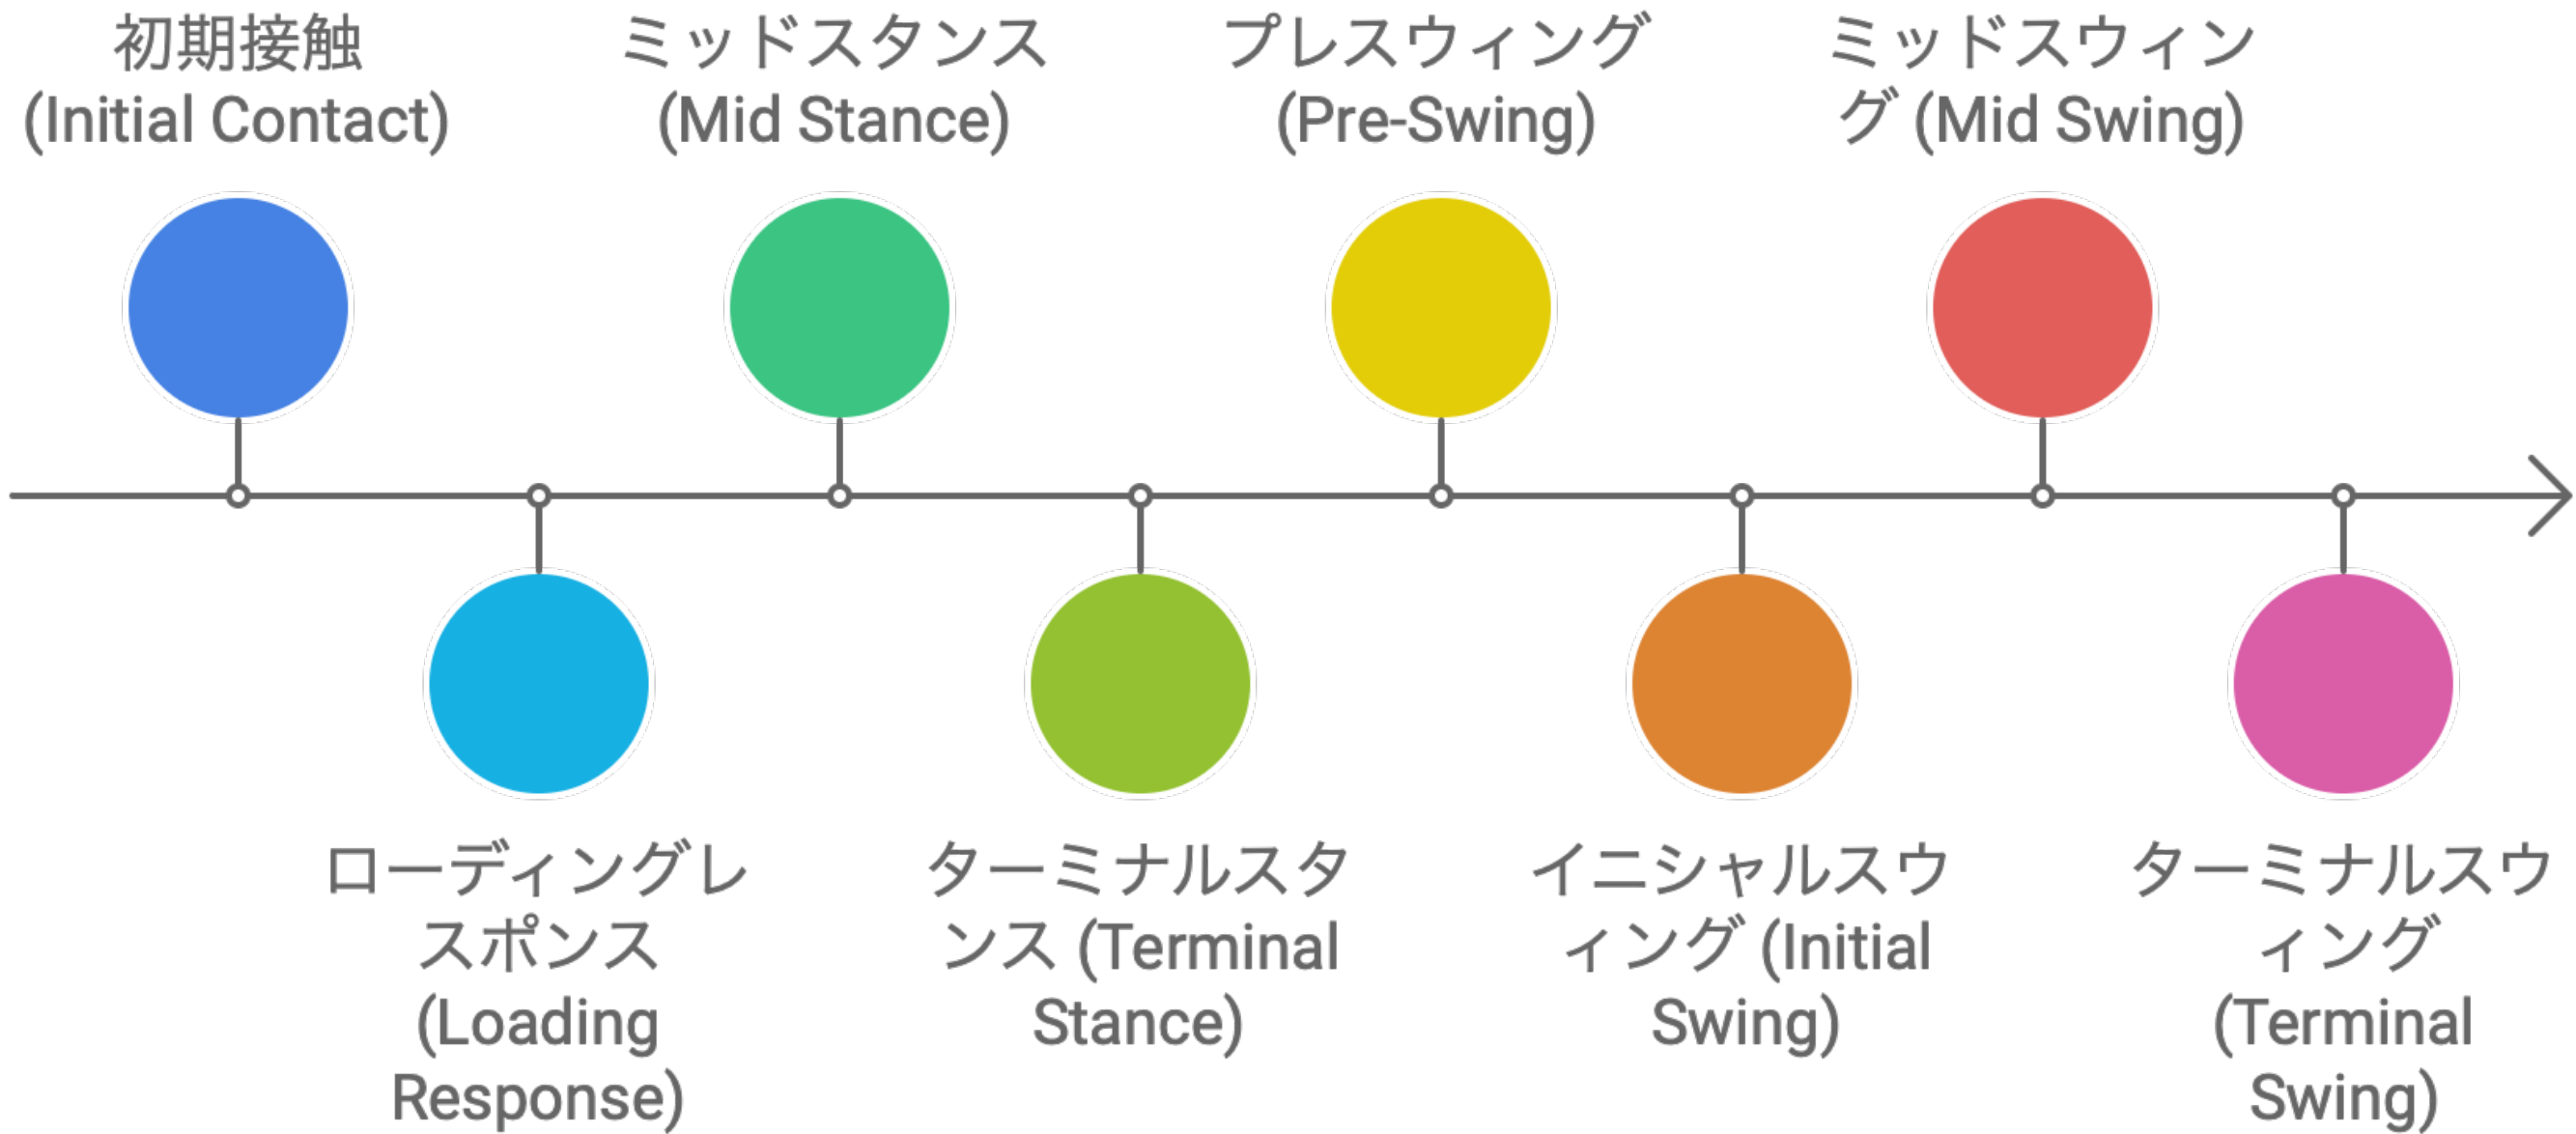 初期接触
(Initial Contact)
ミッドスタンス
(Mid Stance)
プレスウィング
(Pre-Swing)
ミッドスウィン
グ (Mid Swing)
ローディングレ
スポンス
(Loading
Response)
ターミナルスタ
ンス (Terminal
Stance)
イニシャルスウ
ィング (Initial
Swing)
ターミナルスウ
ィング
(Terminal
Swing)